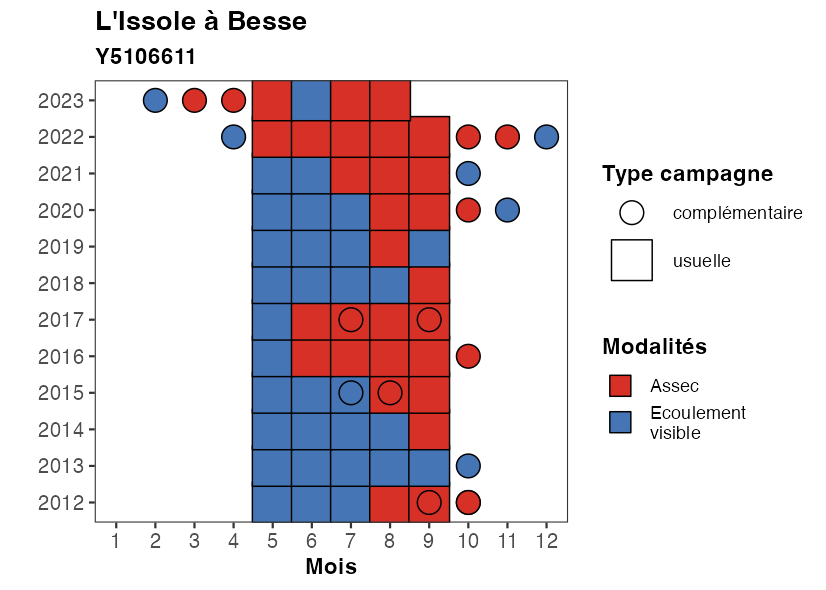 L'Issole à Besse
Y5106611
2023
2022
2021
2020
2019
2018
2017
2016
2015
2014
2013
2012
1 2 3 4 5 6 7 8 9 10 11 12
Mois
Type campagne
complémentaire
usuelle
Modalités
Assec
Ecoulement
visible